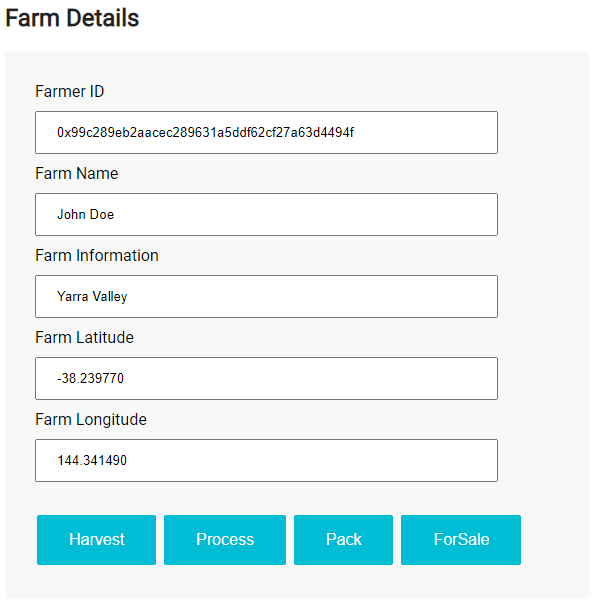 Farm Details
Farmer ID
0x99c289eb2aacec289631a5ddf62cf27a63d4494f
Farm Name
John Doe
Farm Information
Yarra Valley
Farm Latitude
-38.239770
Farm Longitude
144.341490
Harvest Process Pack ForSale